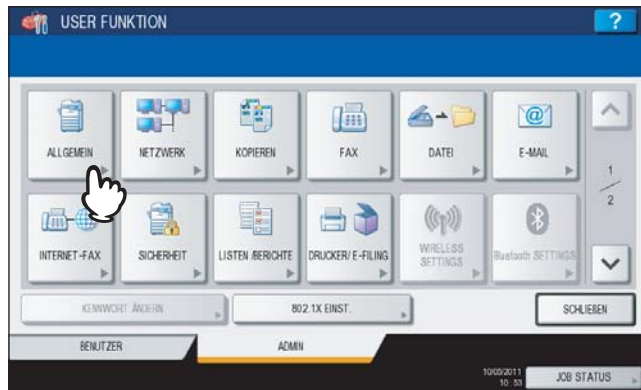 USER FUNKTION
?
ALLGEMEIN
NETZWERK
KOPIEREN
FAX
DATEI
E-MAIL
1
2
INTERNET-FAX
SICHERHEIT
LISTEN /BERICHTE
DRUCKER/ E-FILING
WIRELESS
SETTINGS
Bluetooth SETTINGS
KENNWORT ÄNDERN
802.1X EINST.
SCHLIEßEN
BENUTZER
ADMIN
10/03/2011
10: 53
JOB STATUS